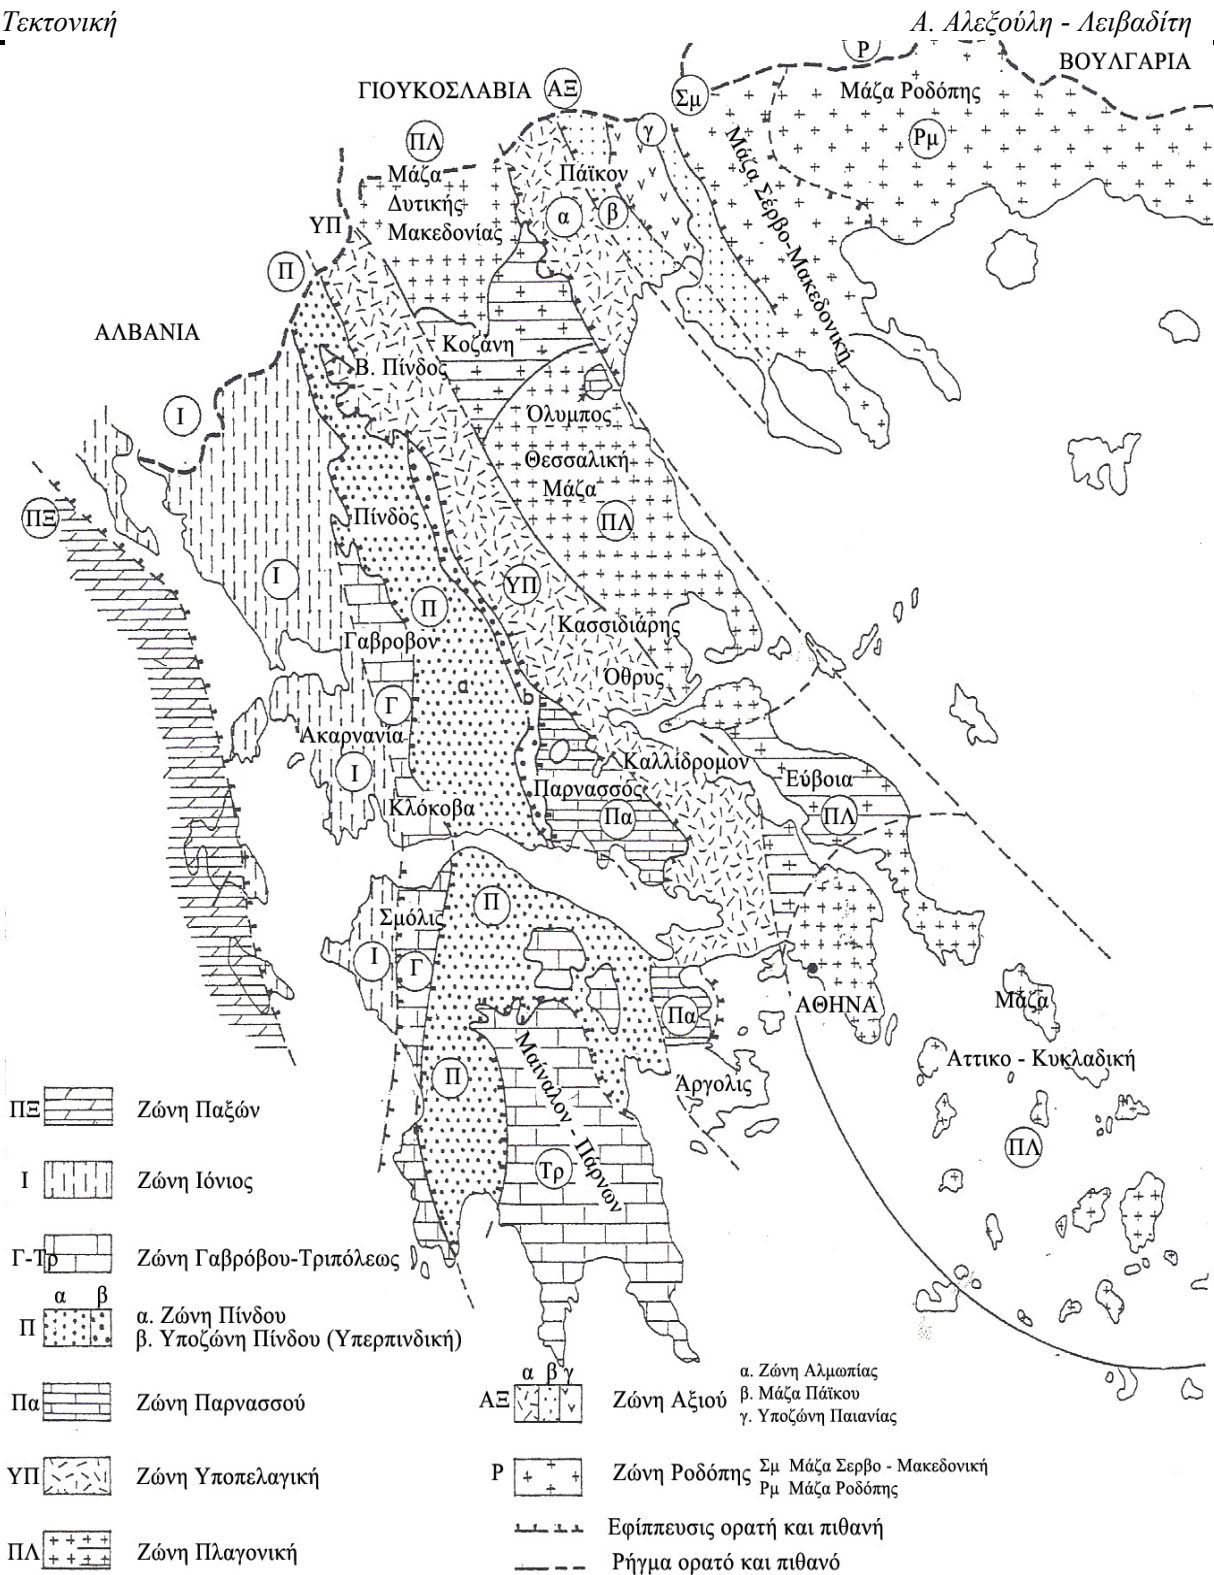 Τεκτονική
Α. Αλεξούλη - Λειβαδίτη
Ρ
ΒΟΥΛΓΑΡΙΑ
ΓΙΟΥΚΟΣΛΑΒΙΑ
ΑΞ
Σμ
Μάζα Ροδόπης
ΠΛ
γ
Ρμ
Μάζα Σέρβο-Μακεδονική
Μάζα
Δυτικής
Μακεδονίας
Πάϊκον
α
β
ΥΠ
Π
ΑΛΒΑΝΙΑ
Κοζάνη
Β. Πίνδος
Ι
Όλυμπος
Θεσσαλική
Μάζα
ΠΛ
ΠΞ
Πίνδος
Ι
ΥΠ
Π
Κασσιδιάρης
Γαβροβον
Όθρυς
a
b
Γ
Ακαρνανία
Ι
Καλλίδρομον
Εύβοια
Παρνασσός
Κλόκοβα
Πα
ΠΛ
Π
Σμόλις
Ι
Γ
ΑΘΗΝΑ
Μάζα
Πα
Αττικο - Κυκλαδική
Μαίναλον - Πάρνων
Π
Άργολις
ΠΛ
Τρ
ΠΞ Ζώνη Παξών
Ι Ζώνη Ιόνιος
Γ-Τρ Ζώνη Γαβρόβου-Τριπόλεως
α β
Π α. Ζώνη Πίνδου
β. Υποζώνη Πίνδου (Υπερπινδική)
Πα Ζώνη Παρνασσού
ΥΠ Ζώνη Υποπελαγική
ΠΛ Ζώνη Πλαγονική
α β γ
ΑΞ Ζώνη Αξιού
α. Ζώνη Αλμωπίας
β. Μάζα Πάϊκου
γ. Υποζώνη Παιανίας
Ρ Ζώνη Ροδόπης
Σμ Μάζα Σερβο - Μακεδονική
Ρμ Μάζα Ροδόπης
Εφίππευσις ορατή και πιθανή
Ρήγμα ορατό και πιθανό